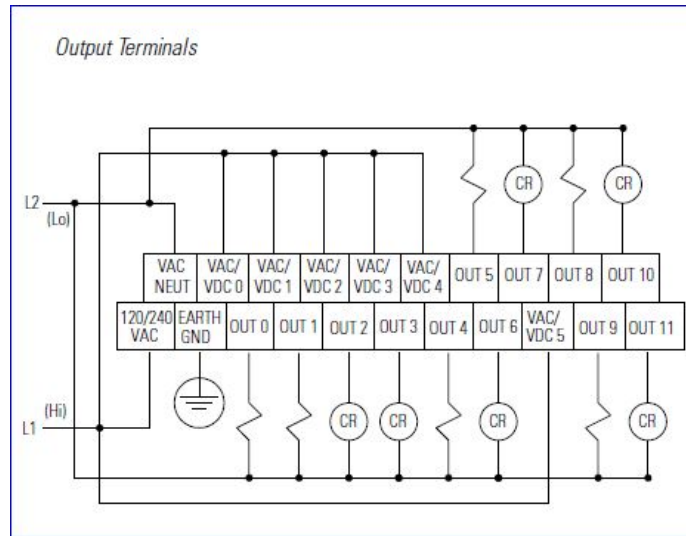 Output Terminals
CR
CR
L2
(Lo)
VAC NEUT
VAC/ VDC 0
VAC/ VDC 1
VAC/ VDC 2
VAC/ VDC 3
VAC/ VDC 4
OUT 5
OUT 7
OUT 8
OUT 10
120/240 VAC
EARTH GND
OUT 0
OUT 1
OUT 2
OUT 3
OUT 4
OUT 6
VAC/ VDC 5
OUT 9
OUT 11
(Hi)
L1
CR
CR
CR
CR